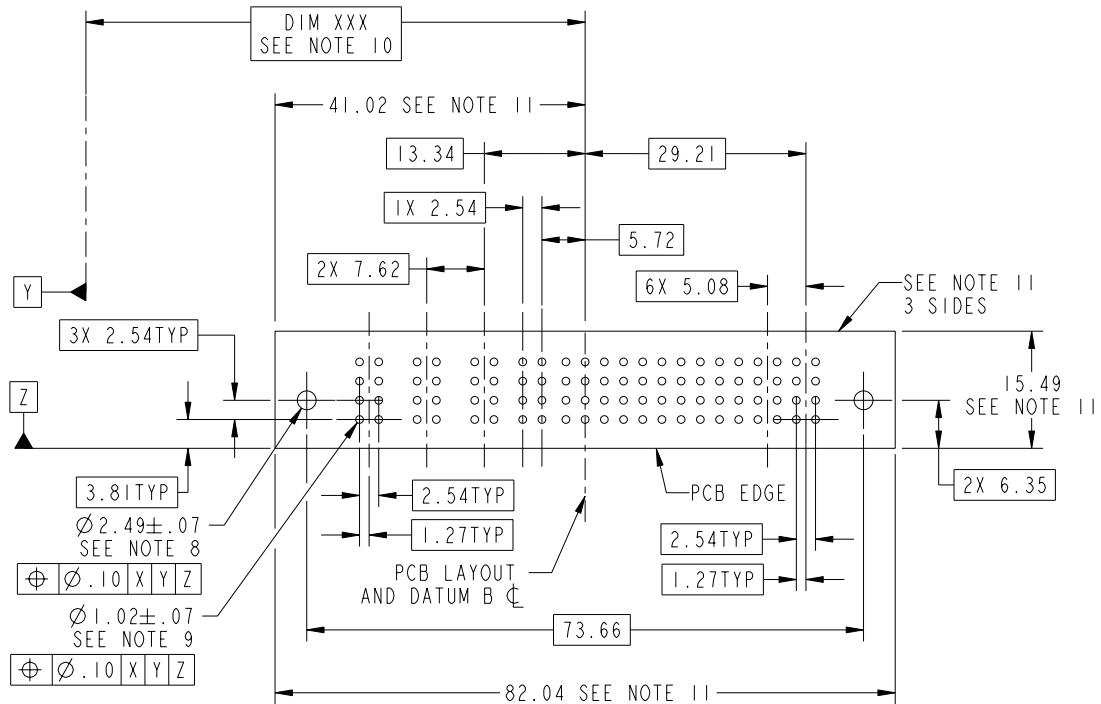 DIM XXX
SEE NOTE 10
41.02 SEE NOTE 11
13.34
29.21
1X 2.54
5.72
2X 7.62
6X 5.08
Y
SEE NOTE 11
3 SIDES
3X 2.54TYP
Z
15.49
SEE NOTE 11
3.81TYP
2.54TYP
PCB EDGE
2X 6.35
Ø2.49±.07
SEE NOTE 8
1.27TYP
2.54TYP
⌖ Ø.10 X Y Z
PCB LAYOUT
AND DATUM B ℄
1.27TYP
Ø1.02±.07
SEE NOTE 9
73.66
⌖ Ø.10 X Y Z
82.04 SEE NOTE 11